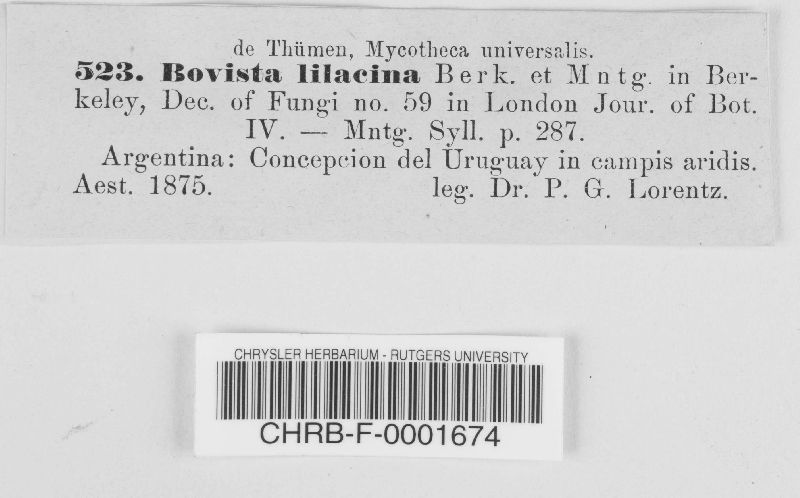 de Thümen, Mycotheca universalis.
523. Bovista lilacina Berk. et Mntg. in Ber-
keley, Dec. of Fungi no. 59 in London Jour. of Bot.
IV. — Mntg. Syll. p. 287.
Argentina: Concepcion del Uruguay in campis aridis.
Aest. 1875. leg. Dr. P. G. Lorentz.
CHRYSLER HERBARIUM - RUTGERS UNIVERSITY
CHRB-F-0001674